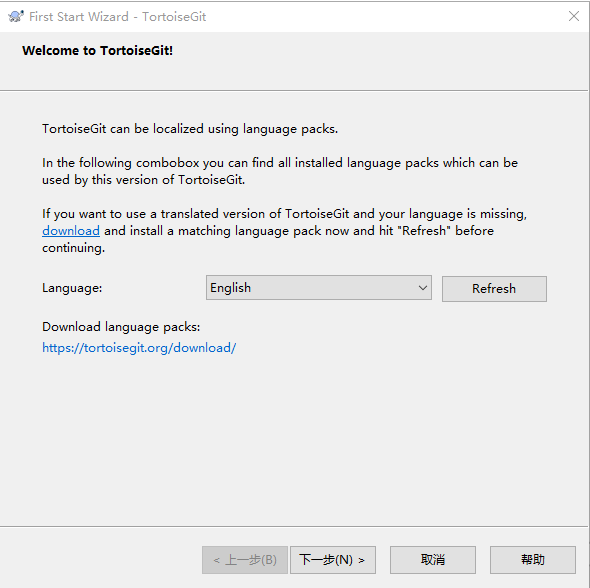 First Start Wizard - TortoiseGit
Welcome to TortoiseGit!
TortoiseGit can be localized using language packs.
In the following combobox you can find all installed language packs which can be
used by this version of TortoiseGit.
If you want to use a translated version of TortoiseGit and your language is missing,
download and install a matching language pack now and hit "Refresh" before
continuing.
Language: English Refresh
Download language packs:
https://tortoisegit.org/download/
< 上一步(B) 下一步(N) > 取消 帮助